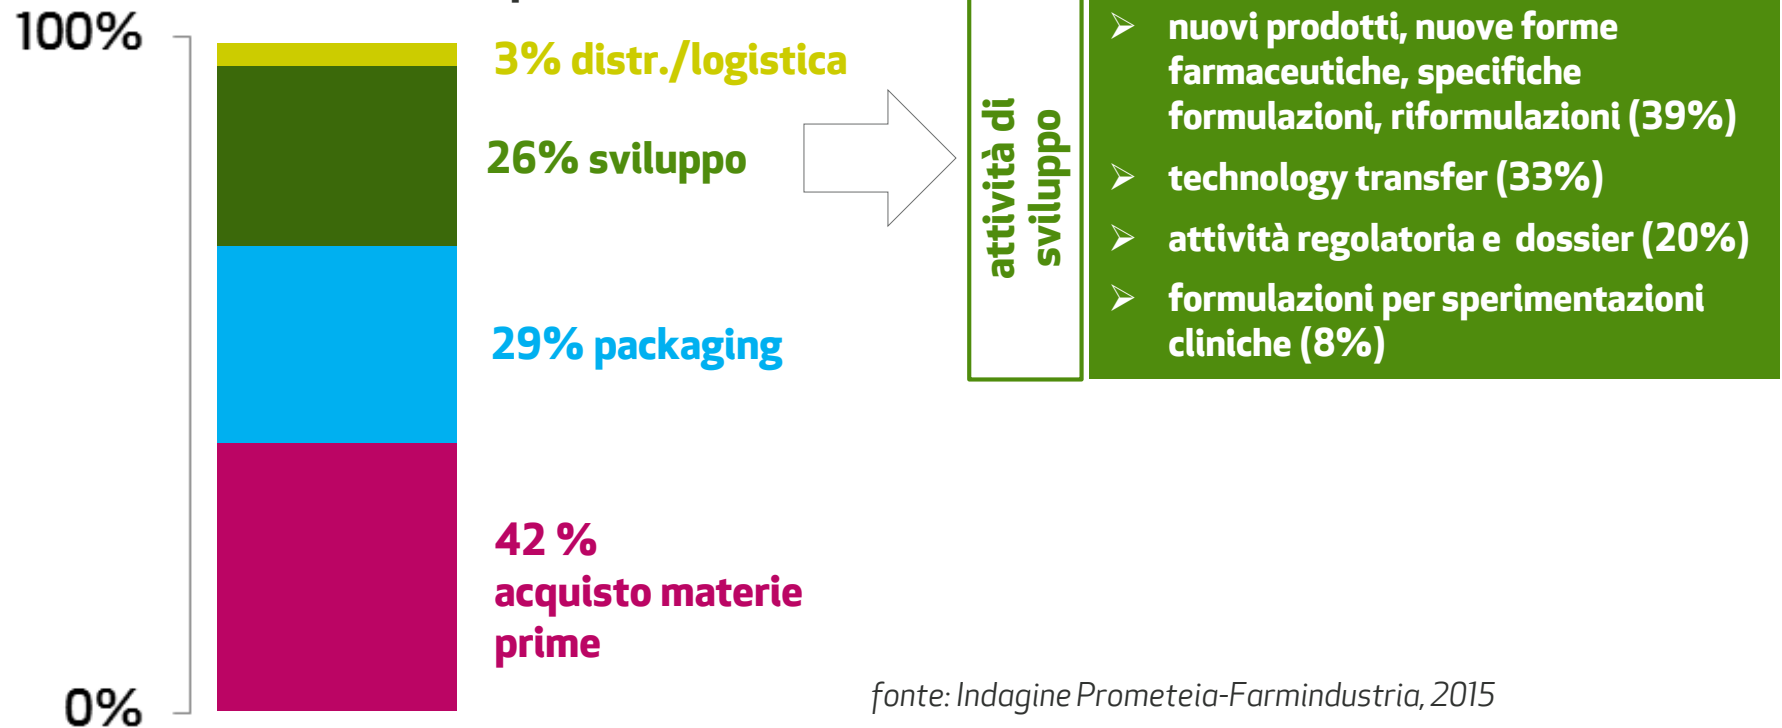 100%
3% distr./logistica
26% sviluppo
29% packaging
42 %
acquisto materie
prime
0%
attività di
sviluppo
➢ nuovi prodotti, nuove forme
farmaceutiche, specifiche
formulazioni, riformulazioni (39%)
➢ technology transfer (33%)
➢ attività regolatoria e dossier (20%)
➢ formulazioni per sperimentazioni
cliniche (8%)
fonte: Indagine Prometeia-Farmindustria, 2015